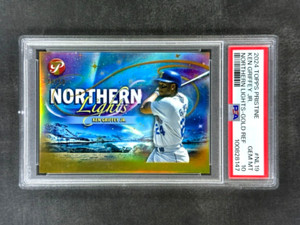 NORTHERN
Lights
KEN GRIFFEY JR.
2024 TOPPS PRISTINE
KEN GRIFFEY JR.
NORTHERN LIGHTS-GOLD REF.
#NL19
GEM MT
10
PSA